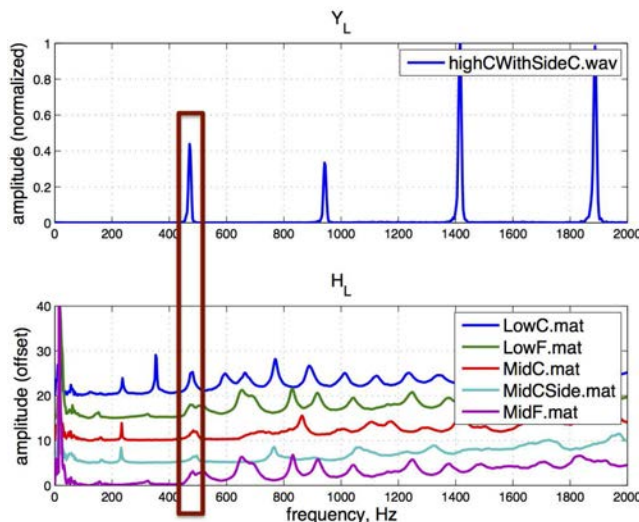 Y_L
amplitude (normalized)
1
0.8
0.6
0.4
0.2
0
highCWithSideC.wav
0 200 400 600 800 1000 1200 1400 1600 1800 2000
H_L
amplitude (offset)
40
30
20
10
0
LowC.mat
LowF.mat
MidC.mat
MidCSide.mat
MidF.mat
0 200 400 600 800 1000 1200 1400 1600 1800 2000
frequency, Hz